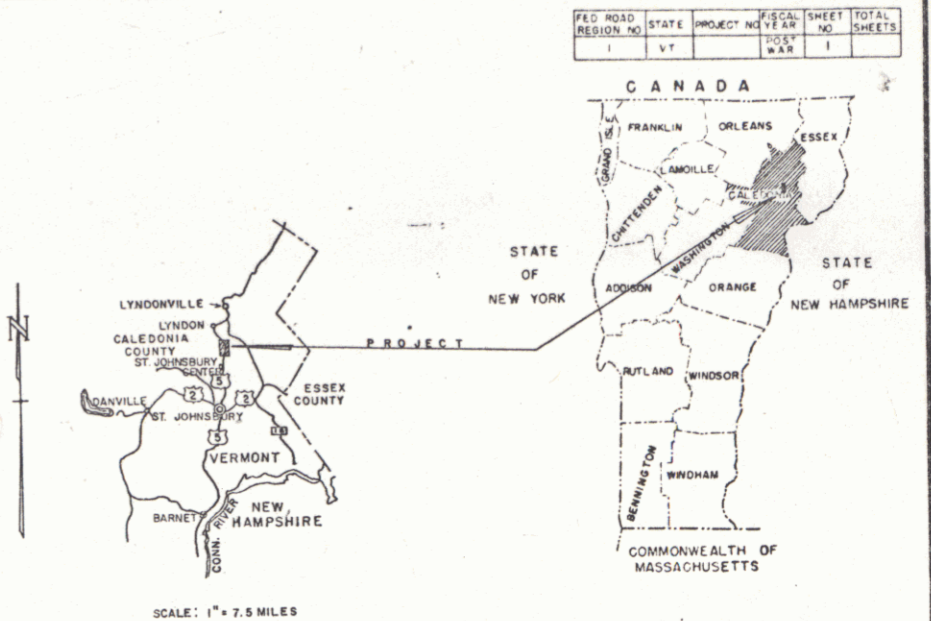 FED ROAD REGION NO STATE PROJECT NO FISCAL YEAR SHEET NO TOTAL SHEETS
1 VT POST WAR 1
CANADA
GRAND ISLE
FRANKLIN
ORLEANS
ESSEX
LAMOILLE
CALEDONIA
CHITTENDEN
WASHINGTON
STATE
OF
NEW YORK
ADDISON
ORANGE
STATE
OF
NEW HAMPSHIRE
RUTLAND
WINDSOR
BENNINGTON
WINDHAM
COMMONWEALTH OF
MASSACHUSETTS
N
LYNDONVILLE
LYNDON
CALEDONIA
COUNTY
PROJECT
ST. JOHNSBURY
CENTER
5
ESSEX
COUNTY
2
2
DANVILLE
ST. JOHNSBURY
5
18
VERMONT
BARNET
NEW
HAMPSHIRE
CONN. RIVER
SCALE: 1" = 7.5 MILES